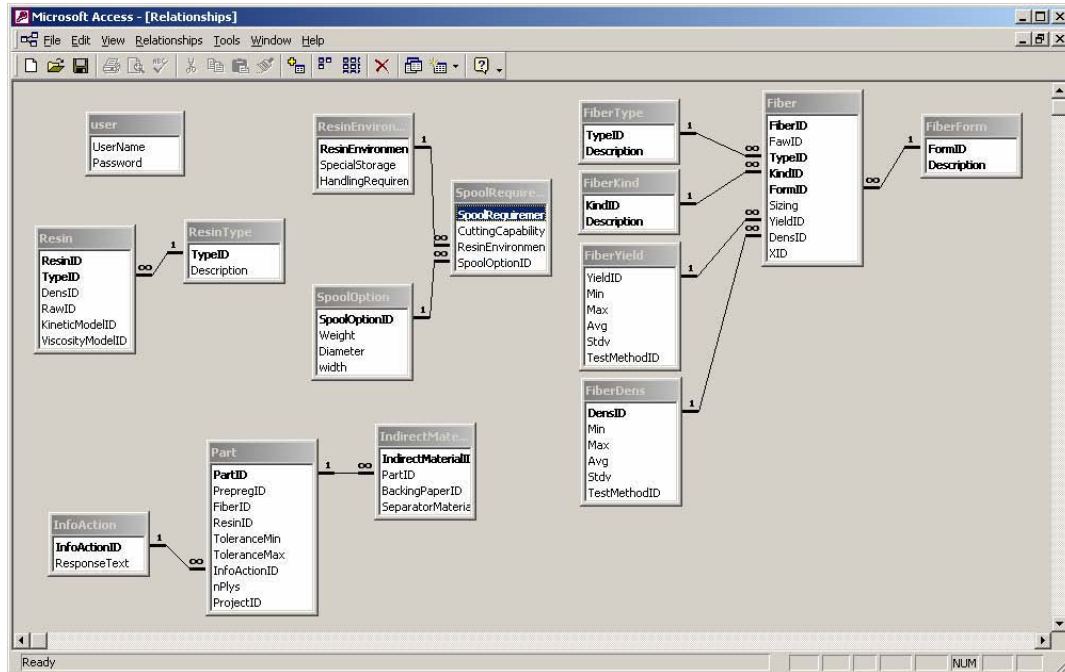 Microsoft Access - [Relationships]
File Edit View Relationships Tools Window Help
user
UserName
Password
ResinEnviron...
ResinEnvironmen
SpecialStorage
HandlingRequiren
1
SpoolRequire...
SpoolRequiremer
CuttingCapability
ResinEnvironmen
SpoolOptionID
∞
∞
Resin
ResinID
TypeID
DensID
RawID
KineticModelID
ViscosityModelID
∞
1
ResinType
TypeID
Description
SpoolOption
SpoolOptionID
Weight
Diameter
width
1
FiberType
TypeID
Description
1
FiberKind
KindID
Description
1
FiberYield
YieldID
Min
Max
Avg
Stdv
TestMethodID
1
FiberDens
DensID
Min
Max
Avg
Stdv
TestMethodID
1
Fiber
FiberID
FawID
TypeID
KindID
FormID
Sizing
YieldID
DensID
XID
∞
∞
∞
∞
∞
1
FiberForm
FormID
Description
Part
PartID
PrepregID
FiberID
ResinID
ToleranceMin
ToleranceMax
InfoActionID
nPlys
ProjectID
1
∞
IndirectMate...
IndirectMaterialI
PartID
BackingPaperID
SeparatorMateria
InfoAction
InfoActionID
ResponseText
1
∞
Ready
NUM